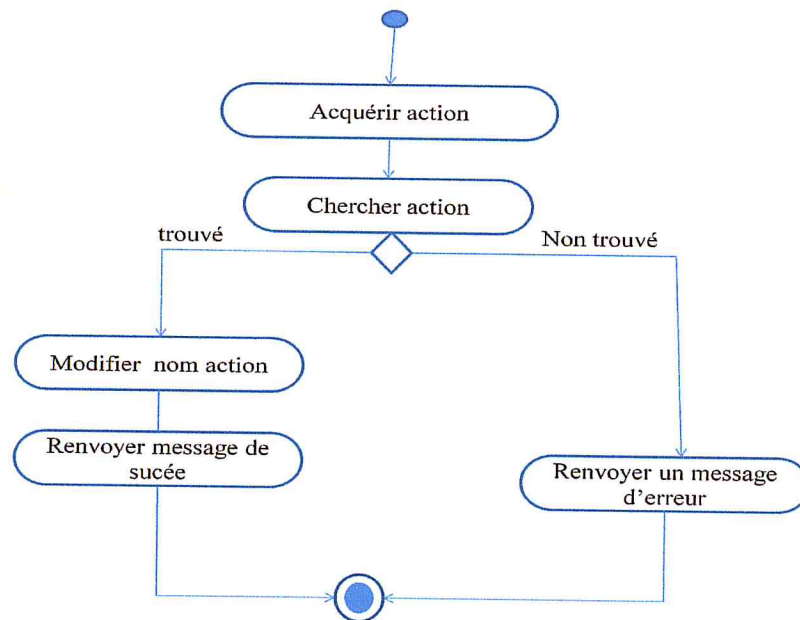 Acquérir action
Chercher action
trouvé
Non trouvé
Modifier nom action
Renvoyer message de
sucée
Renvoyer un message
d'erreur